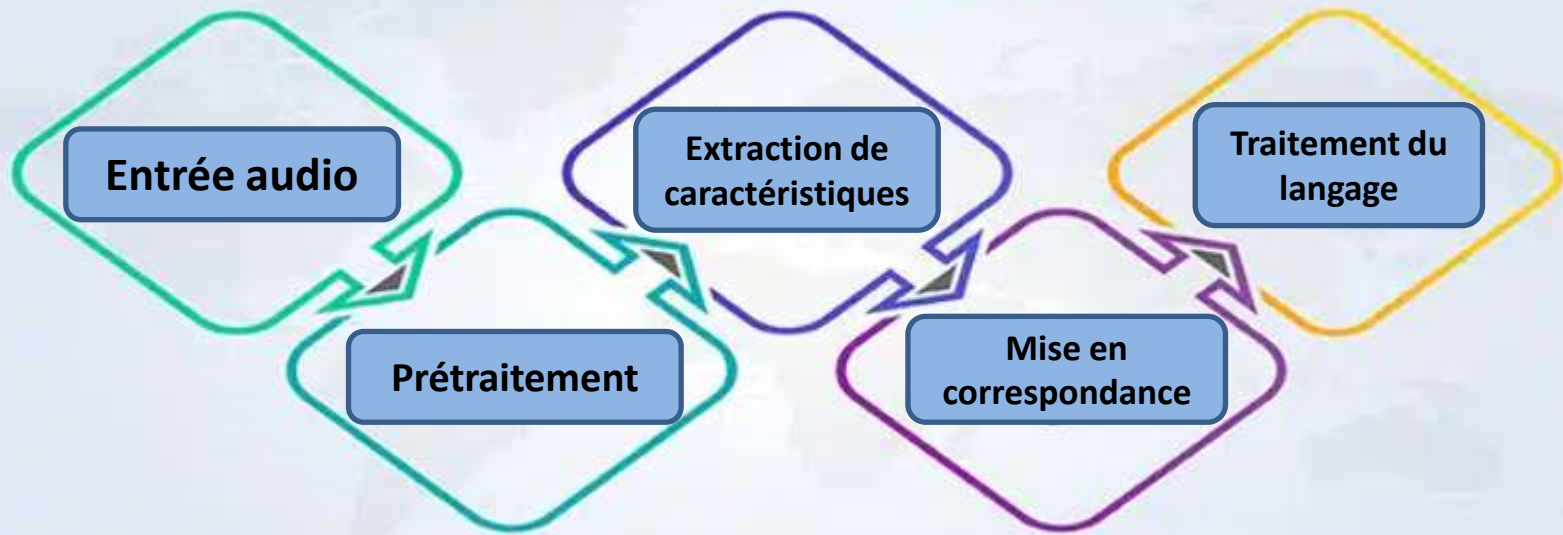 Entrée audio
Prétraitement
Extraction de
caractéristiques
Mise en
correspondance
Traitement du
langage